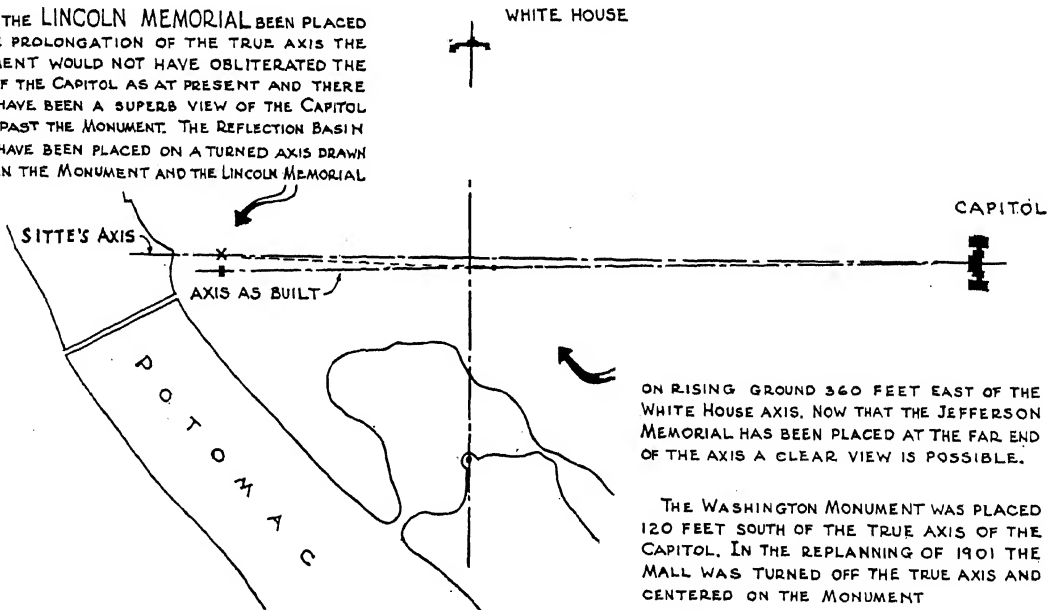 THE LINCOLN MEMORIAL BEEN PLACED
PROLONGATION OF THE TRUE AXIS THE
MENT WOULD NOT HAVE OBLITERATED THE
OF THE CAPITOL AS AT PRESENT AND THERE
HAVE BEEN A SUPERB VIEW OF THE CAPITOL
PAST THE MONUMENT. THE REFLECTION BASIN
HAVE BEEN PLACED ON A TURNED AXIS DRAWN
N THE MONUMENT AND THE LINCOLN MEMORIAL
WHITE HOUSE
CAPITOL
SITTE'S AXIS
AXIS AS BUILT
POTOMAC
ON RISING GROUND 360 FEET EAST OF THE
WHITE HOUSE AXIS. NOW THAT THE JEFFERSON
MEMORIAL HAS BEEN PLACED AT THE FAR END
OF THE AXIS A CLEAR VIEW IS POSSIBLE.
THE WASHINGTON MONUMENT WAS PLACED
120 FEET SOUTH OF THE TRUE AXIS OF THE
CAPITOL. IN THE REPLANNING OF 1901 THE
MALL WAS TURNED OFF THE TRUE AXIS AND
CENTERED ON THE MONUMENT